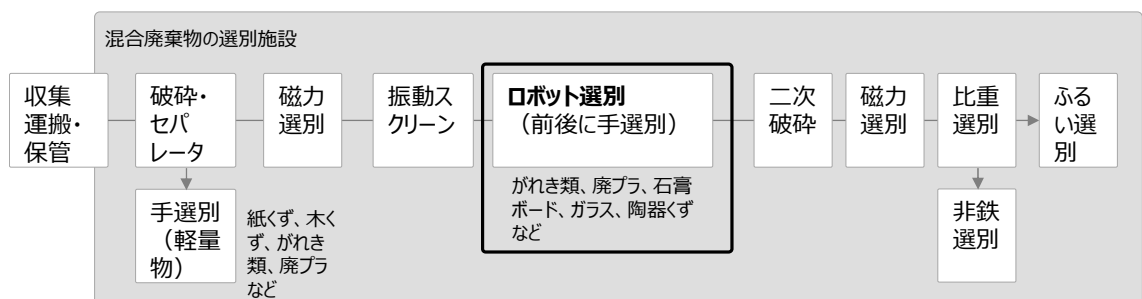 混合廃棄物の選別施設
収集
運搬・
保管
破砕・
セパ
レータ
磁力
選別
振動ス
クリーン
ロボット選別
（前後に手選別）
二次
破砕
磁力
選別
比重
選別
ふる
い選
別
手選別
（軽量
物）
紙くず、木く
ず、がれき
類、廃プラ
など
がれき類、廃プラ、石膏
ボード、ガラス、陶器くず
など
非鉄
選別